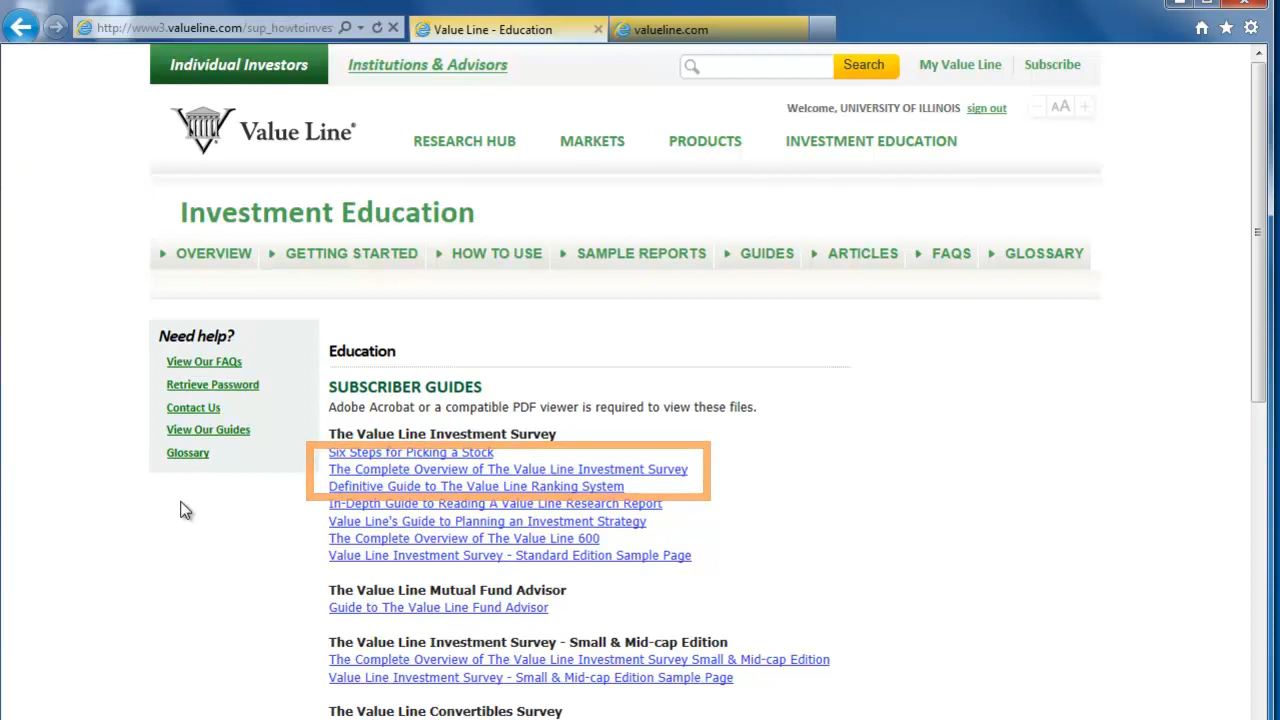 http://www3.valueline.com/sup_howtoinves
Value Line - Education
valueline.com
Individual Investors
Institutions & Advisors
Search
My Value Line
Subscribe
Welcome, UNIVERSITY OF ILLINOIS sign out
AA
Value Line®
RESEARCH HUB
MARKETS
PRODUCTS
INVESTMENT EDUCATION
Investment Education
OVERVIEW
GETTING STARTED
HOW TO USE
SAMPLE REPORTS
GUIDES
ARTICLES
FAQS
GLOSSARY
Need help?
View Our FAQs
Retrieve Password
Contact Us
View Our Guides
Glossary
Education
SUBSCRIBER GUIDES
Adobe Acrobat or a compatible PDF viewer is required to view these files.
The Value Line Investment Survey
Six Steps for Picking a Stock
The Complete Overview of The Value Line Investment Survey
Definitive Guide to The Value Line Ranking System
In-Depth Guide to Reading A Value Line Research Report
Value Line's Guide to Planning an Investment Strategy
The Complete Overview of The Value Line 600
Value Line Investment Survey - Standard Edition Sample Page
The Value Line Mutual Fund Advisor
Guide to The Value Line Fund Advisor
The Value Line Investment Survey - Small & Mid-cap Edition
The Complete Overview of The Value Line Investment Survey Small & Mid-cap Edition
Value Line Investment Survey - Small & Mid-cap Edition Sample Page
The Value Line Convertibles Survey